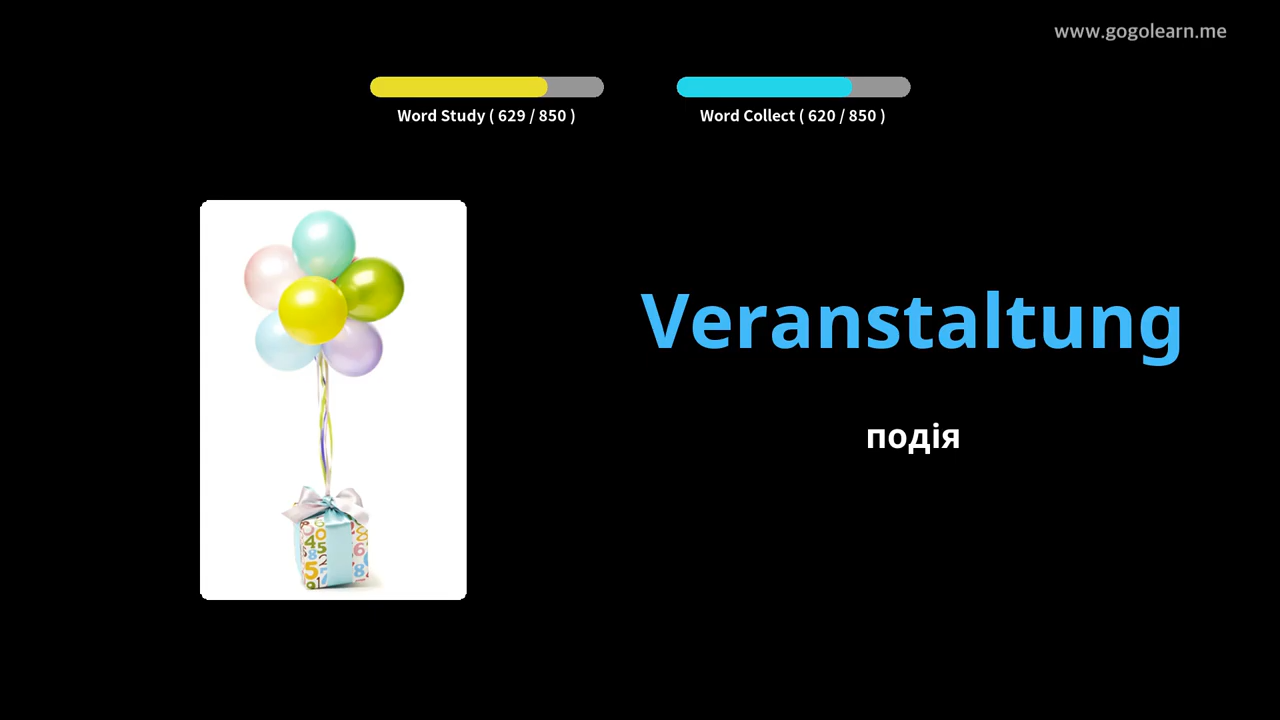 www.gogolearn.me
Word Study ( 629 / 850 )
Word Collect ( 620 / 850 )
Veranstaltung
подія